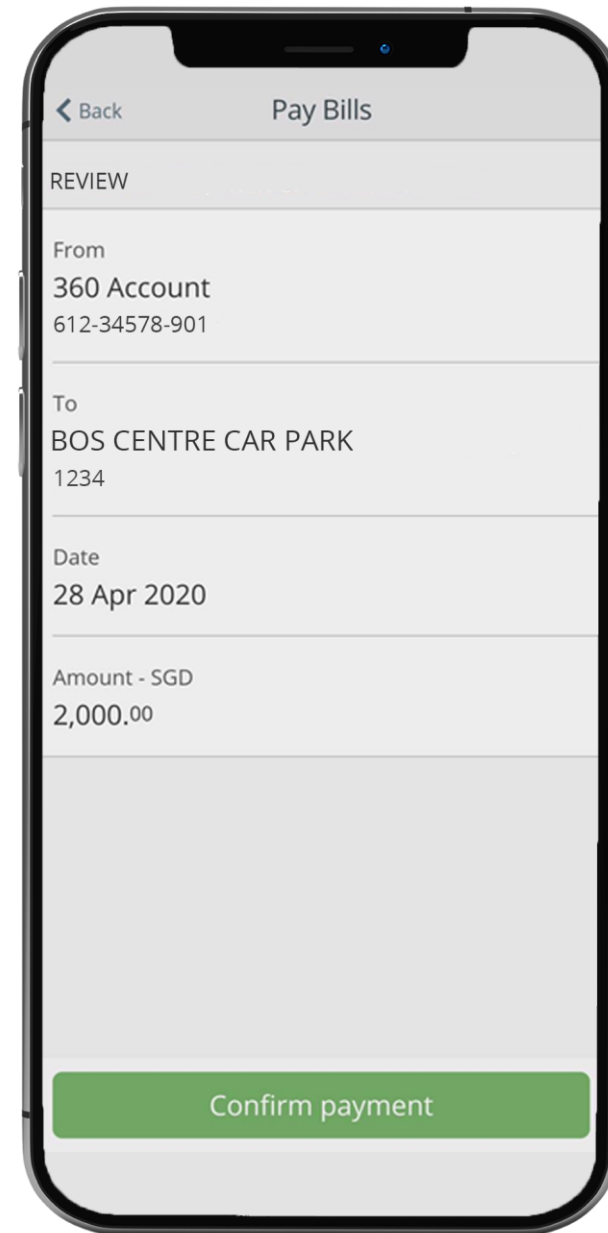 Back
Pay Bills
REVIEW
From
360 Account
612-34578-901
To
BOS CENTRE CAR PARK
1234
Date
28 Apr 2020
Amount - SGD
2,000.00
Confirm payment